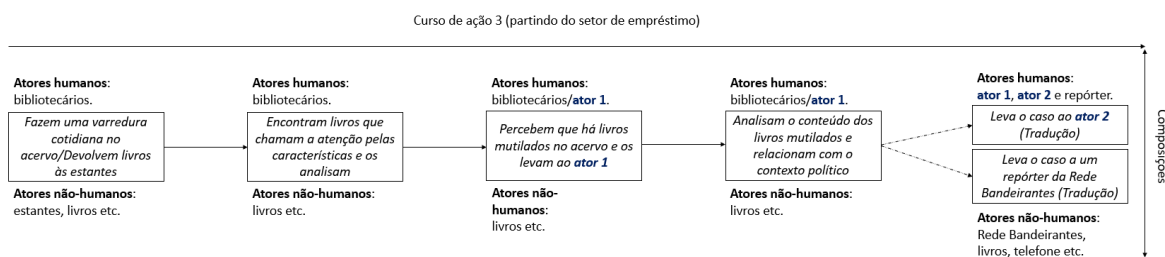 Curso de ação 3 (partindo do setor de empréstimo)
Atores humanos:
bibliotecários.
Fazem uma varredura
cotidiana no
acervo/Devolvem livros
às estantes
Atores não-humanos:
estantes, livros etc.
Atores humanos:
bibliotecários.
Encontram livros que
chamam a atenção pelas
características e os
analisam
Atores não-humanos:
livros etc.
Atores humanos:
bibliotecários/ator 1.
Percebem que há livros
mutilados no acervo e os
levam ao ator 1
Atores não-
humanos:
livros etc.
Atores humanos:
bibliotecários/ator 1.
Analisam o conteúdo dos
livros mutilados e
relacionam com o
contexto político
Atores não-humanos:
livros etc.
Atores humanos:
ator 1, ator 2 e repórter.
Leva o caso ao ator 2
(Tradução)
Leva o caso a um
repórter da Rede
Bandeirantes (Tradução)
Atores não-humanos:
Rede Bandeirantes,
livros, telefone etc.
Composições